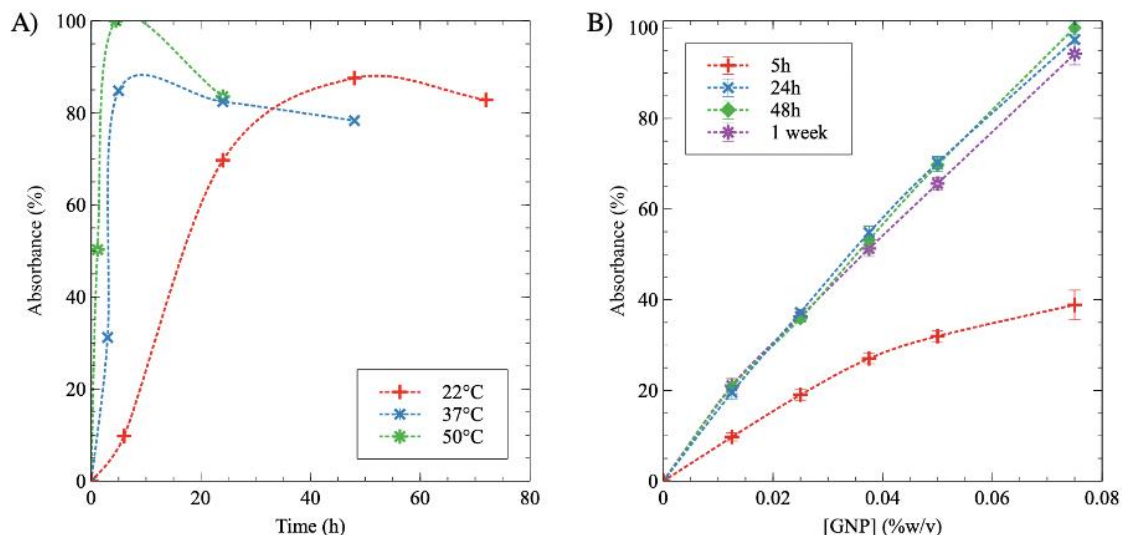 A)
Absorbance (%)
100
80
60
40
20
0
22°C
37°C
50°C
0 20 40 60 80
Time (h)
B)
Absorbance (%)
100
80
60
40
20
0
5h
24h
48h
1 week
0 0.02 0.04 0.06 0.08
[GNP] (%w/v)